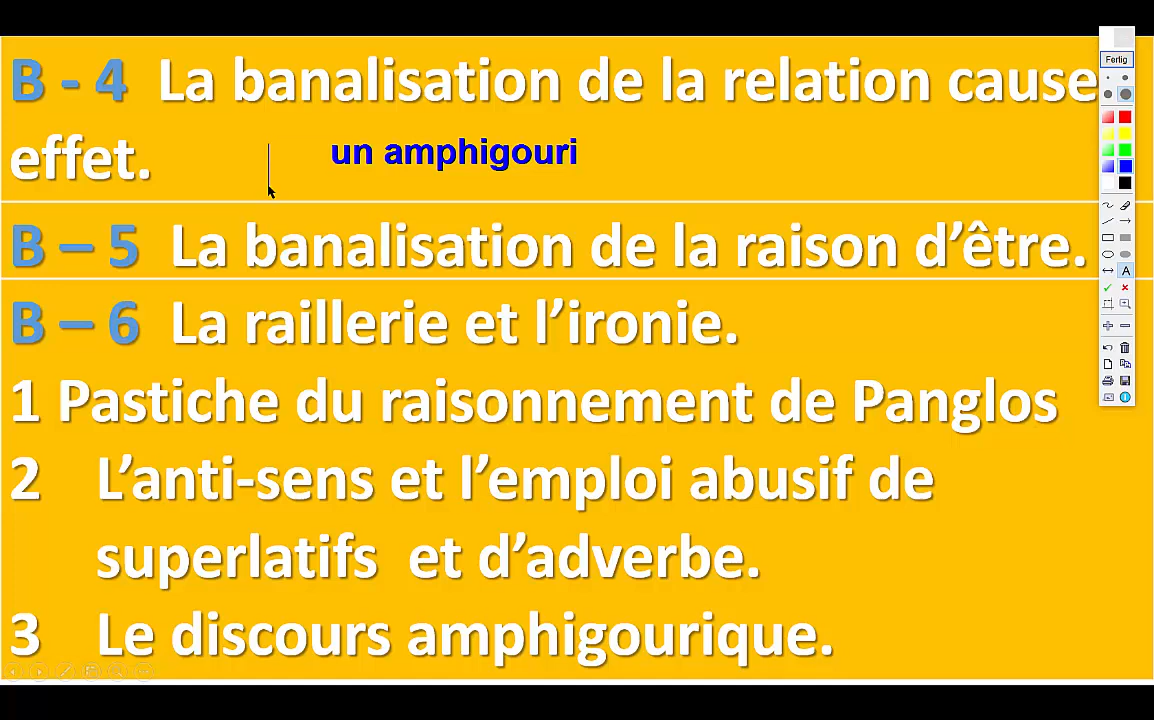 B - 4 La banalisation de la relation cause
effet.
un amphigouri
B – 5 La banalisation de la raison d’être.
B – 6 La raillerie et l’ironie.
1 Pastiche du raisonnement de Panglos
2 L’anti-sens et l’emploi abusif de
superlatifs et d’adverbe.
3 Le discours amphigourique.
Fertig
A